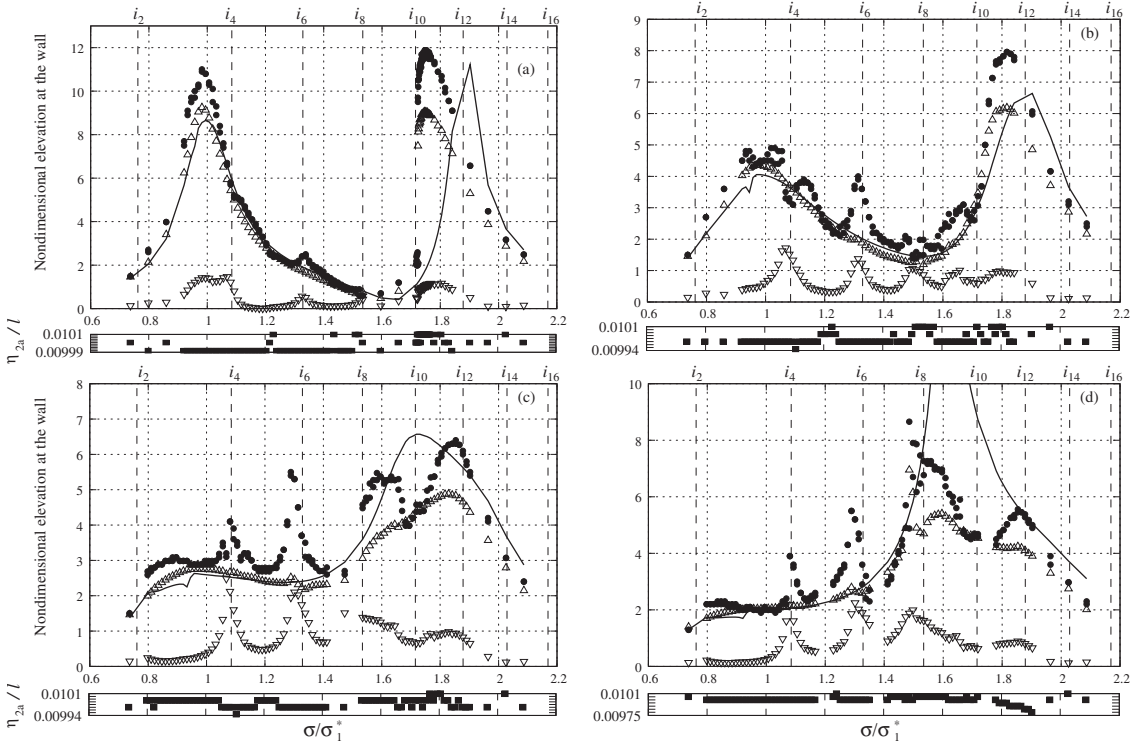 i2 i4 i6 i8 i10 i12 i14 i16
(a)
Nondimensional elevation at the wall
12
10
8
6
4
2
0
0.6 0.8 1 1.2 1.4 1.6 1.8 2 2.2
η2a / l
0.0101
0.00999
i2 i4 i6 i8 i10 i12 i14 i16
(b)
9
8
7
6
5
4
3
2
1
0
0.6 0.8 1 1.2 1.4 1.6 1.8 2 2.2
0.0101
0.00994
i2 i4 i6 i8 i10 i12 i14 i16
(c)
Nondimensional elevation at the wall
8
7
6
5
4
3
2
1
0
0.6 0.8 1 1.2 1.4 1.6 1.8 2 2.2
η2a / l
0.0101
0.00994
σ/σ1*
i2 i4 i6 i8 i10 i12 i14 i16
(d)
10
8
6
4
2
0
0.6 0.8 1 1.2 1.4 1.6 1.8 2 2.2
0.0101
0.00975
σ/σ1*